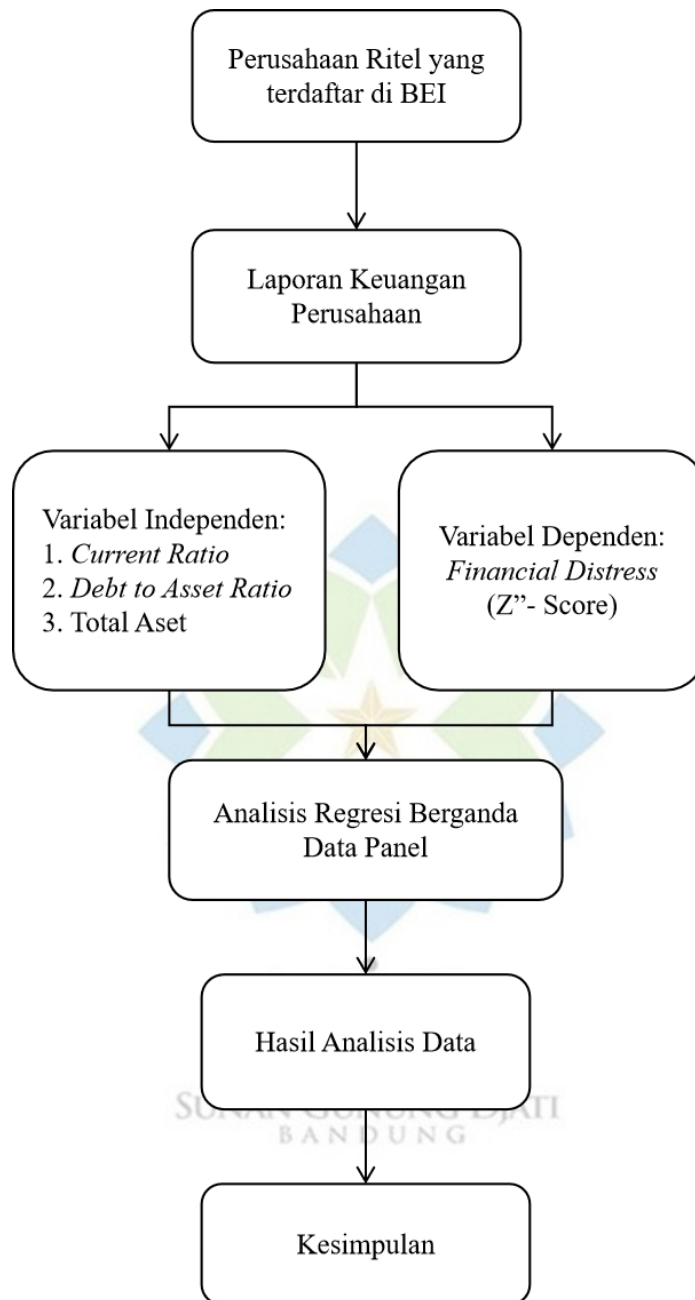 Perusahaan Ritel yang
terdaftar di BEI
Laporan Keuangan
Perusahaan
Variabel Independen:
1. Current Ratio
2. Debt to Asset Ratio
3. Total Aset
Variabel Dependen:
Financial Distress
(Z”- Score)
Analisis Regresi Berganda
Data Panel
Hasil Analisis Data
SUNAN GUNUNG DJATI
BANDUNG
Kesimpulan